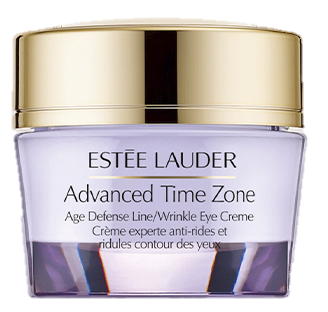 ESTĒE LAUDER
Advanced Time Zone
Age Defense Line/Wrinkle Eye Creme
Crème experte anti-rides et
ridules contour des yeux